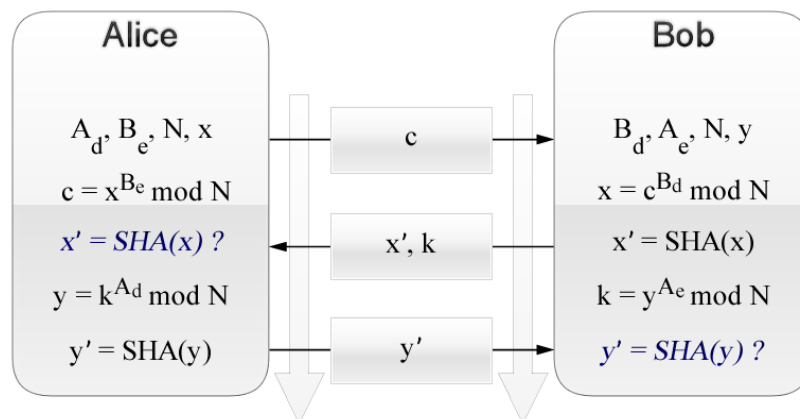 Alice
A_d, B_e, N, x
c = x^{B_e} mod N
x′ = SHA(x) ?
y = k^{A_d} mod N
y′ = SHA(y)
c
x′, k
y′
Bob
B_d, A_e, N, y
x = c^{B_d} mod N
x′ = SHA(x)
k = y^{A_e} mod N
y′ = SHA(y) ?